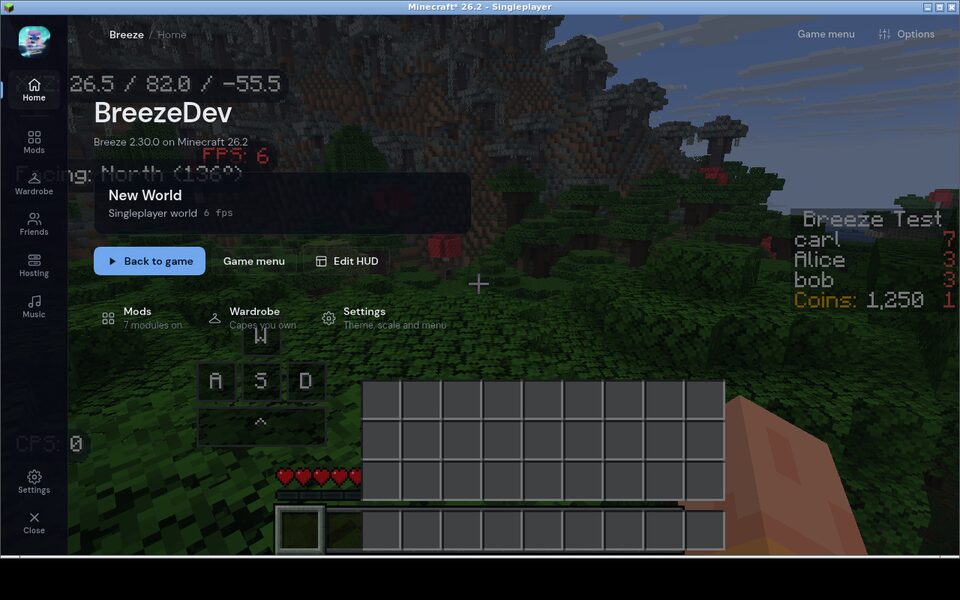 Minecraft* 26.2 - Singleplayer
Breeze / Home
Game menu
Options
26.5 / 82.0 / -55.5
Home
BreezeDev
Breeze 2.30.0 on Minecraft 26.2
FPS: 6
Mods
Facing: North (136°)
Wardrobe
New World
Singleplayer world 6 fps
Friends
Breeze Test
carl 7
Alice 3
bob 3
Coins: 1,250 1
Back to game
Game menu
Edit HUD
Hosting
Music
Mods
7 modules on
Wardrobe
Capes you own
Settings
Theme, scale and menu
W
A S D
^
CPS: 0
Settings
Close